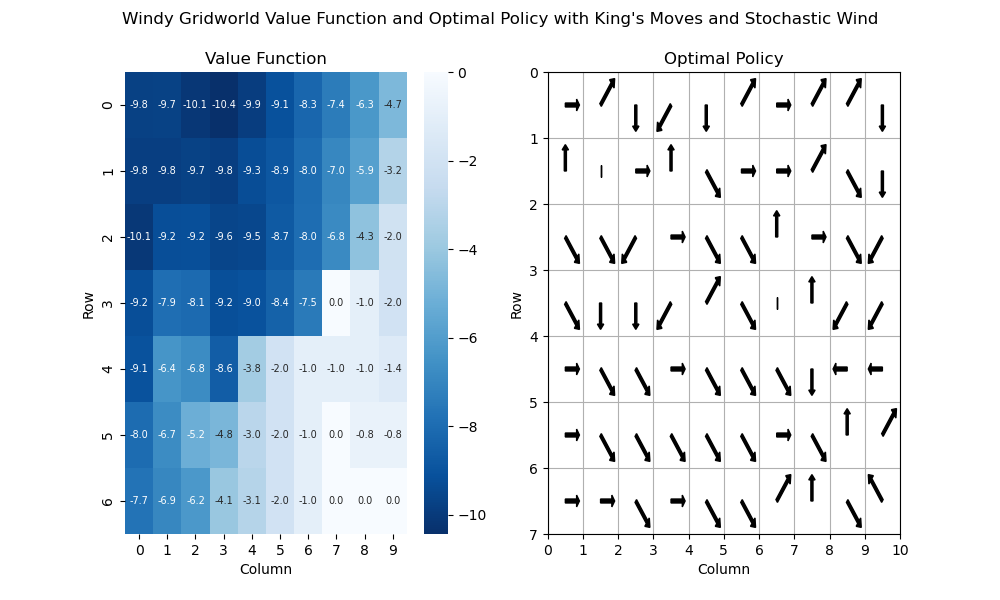 Windy Gridworld Value Function and Optimal Policy with King's Moves and Stochastic Wind
Value Function
0 -9.8 -9.7 -10.1 -10.4 -9.9 -9.1 -8.3 -7.4 -6.3 -4.7
1 -9.8 -9.8 -9.7 -9.8 -9.3 -8.9 -8.0 -7.0 -5.9 -3.2
2 -10.1 -9.2 -9.2 -9.6 -9.5 -8.7 -8.0 -6.8 -4.3 -2.0
3 -9.2 -7.9 -8.1 -9.2 -9.0 -8.4 -7.5 0.0 -1.0 -2.0
4 -9.1 -6.4 -6.8 -8.6 -3.8 -2.0 -1.0 -1.0 -1.0 -1.4
5 -8.0 -6.7 -5.2 -4.8 -3.0 -2.0 -1.0 0.0 -0.8 -0.8
6 -7.7 -6.9 -6.2 -4.1 -3.1 -2.0 -1.0 0.0 0.0 0.0
0 1 2 3 4 5 6 7 8 9
Row
Column
0
−2
−4
−6
−8
−10
Optimal Policy
0
1
2
3
4
5
6
7
0 1 2 3 4 5 6 7 8 9 10
Row
Column